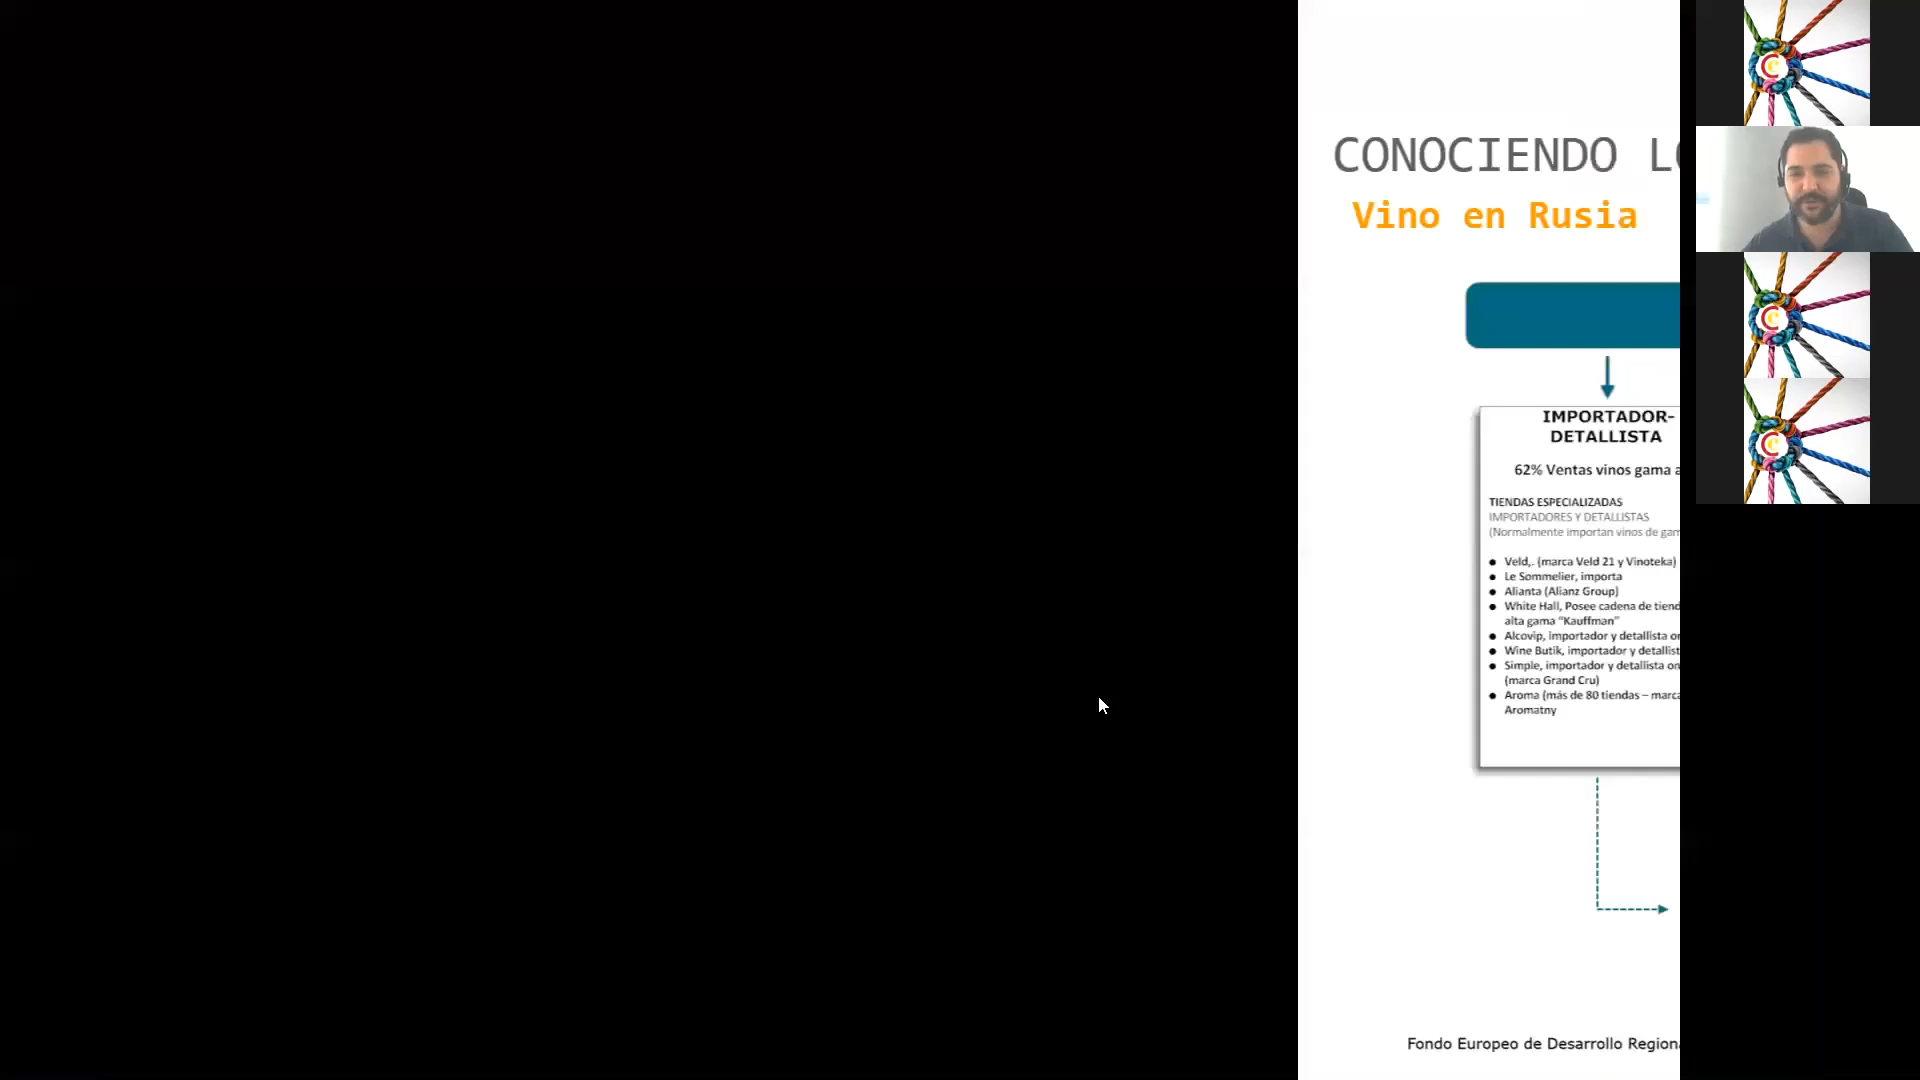 CONOCIENDO
Vino en Rusia
IMPORTADOR-
DETALLISTA
62% Ventas vinos gama
TIENDAS ESPECIALIZADAS
IMPORTADORES Y DETALLISTAS
(Normalmente importan vinos de
Veld,. (marca Veld 21 y Vinoteka)
Le Sommelier, importa
Alianta (Alianz Group)
White Hall, Posee cadena de
alta gama “Kauffman”
Alcovip, importador y detallista
Wine Butik, importador y
Simple, importador y detallista
(marca Grand Cru)
Aroma (más de 80 tiendas –
Aromatny
Fondo Europeo de Desarrollo